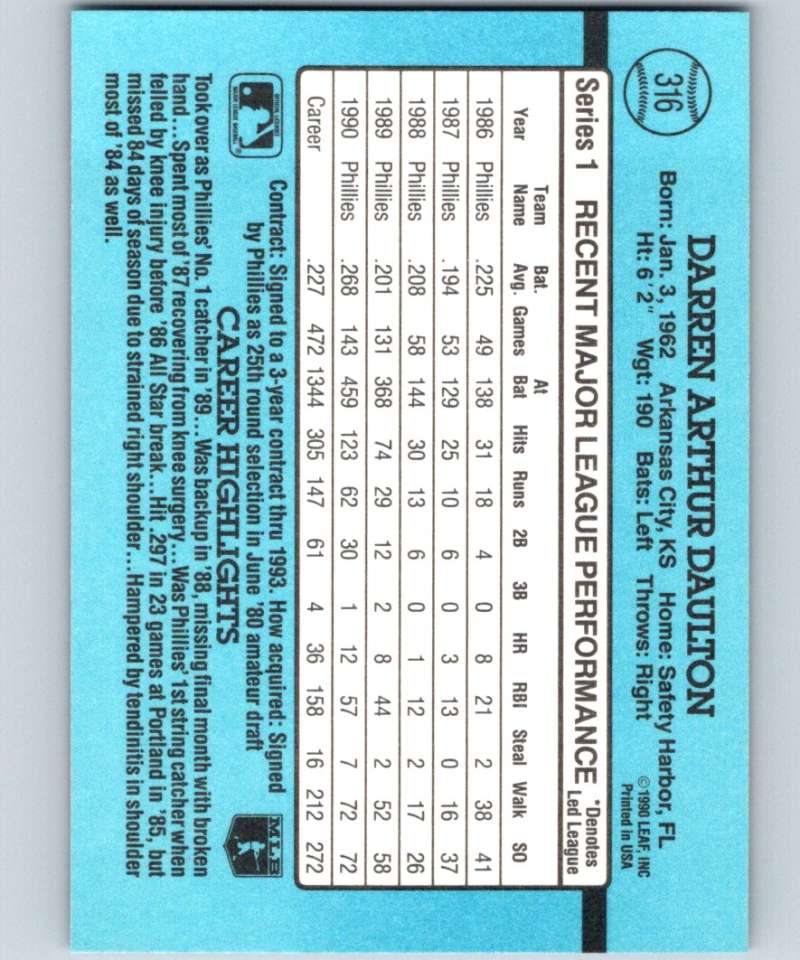 316
DARREN ARTHUR DAULTON
Born: Jan. 3, 1962 Arkansas City, KS Home: Safety Harbor, FL
Ht: 6'2" Wgt: 190 Bats: Left Throws: Right
©1990 LEAF, INC
Printed in USA
Series 1 RECENT MAJOR LEAGUE PERFORMANCE *Denotes Led League
Year Team Name Bat. Avg. Games At Bat Hits Runs 2B 3B HR RBI Steal Walk SO
1986 Phillies .225 49 138 31 18 4 0 8 21 2 38 41
1987 Phillies .194 53 129 25 10 6 0 3 13 0 16 37
1988 Phillies .208 58 144 30 13 6 0 1 12 2 17 26
1989 Phillies .201 131 368 74 29 12 2 8 44 2 52 58
1990 Phillies .268 143 459 123 62 30 1 12 57 7 72 72
Career .227 472 1344 305 147 61 4 36 158 16 212 272
Contract: Signed to a 3-year contract thru 1993. How acquired: Signed
by Phillies as 25th round selection in June '80 amateur draft
MLB
CAREER HIGHLIGHTS
Took over as Phillies' No. 1 catcher in '89...Was backup in '88, missing final month with broken
hand...Spent most of '87 recovering from knee surgery...Was Phillies' 1st string catcher when
felled by knee injury before '86 All Star break...Hit .297 in 23 games at Portland in '85, but
missed 84 days of season due to strained right shoulder...Hampered by tendinitis in shoulder
most of '84 as well.